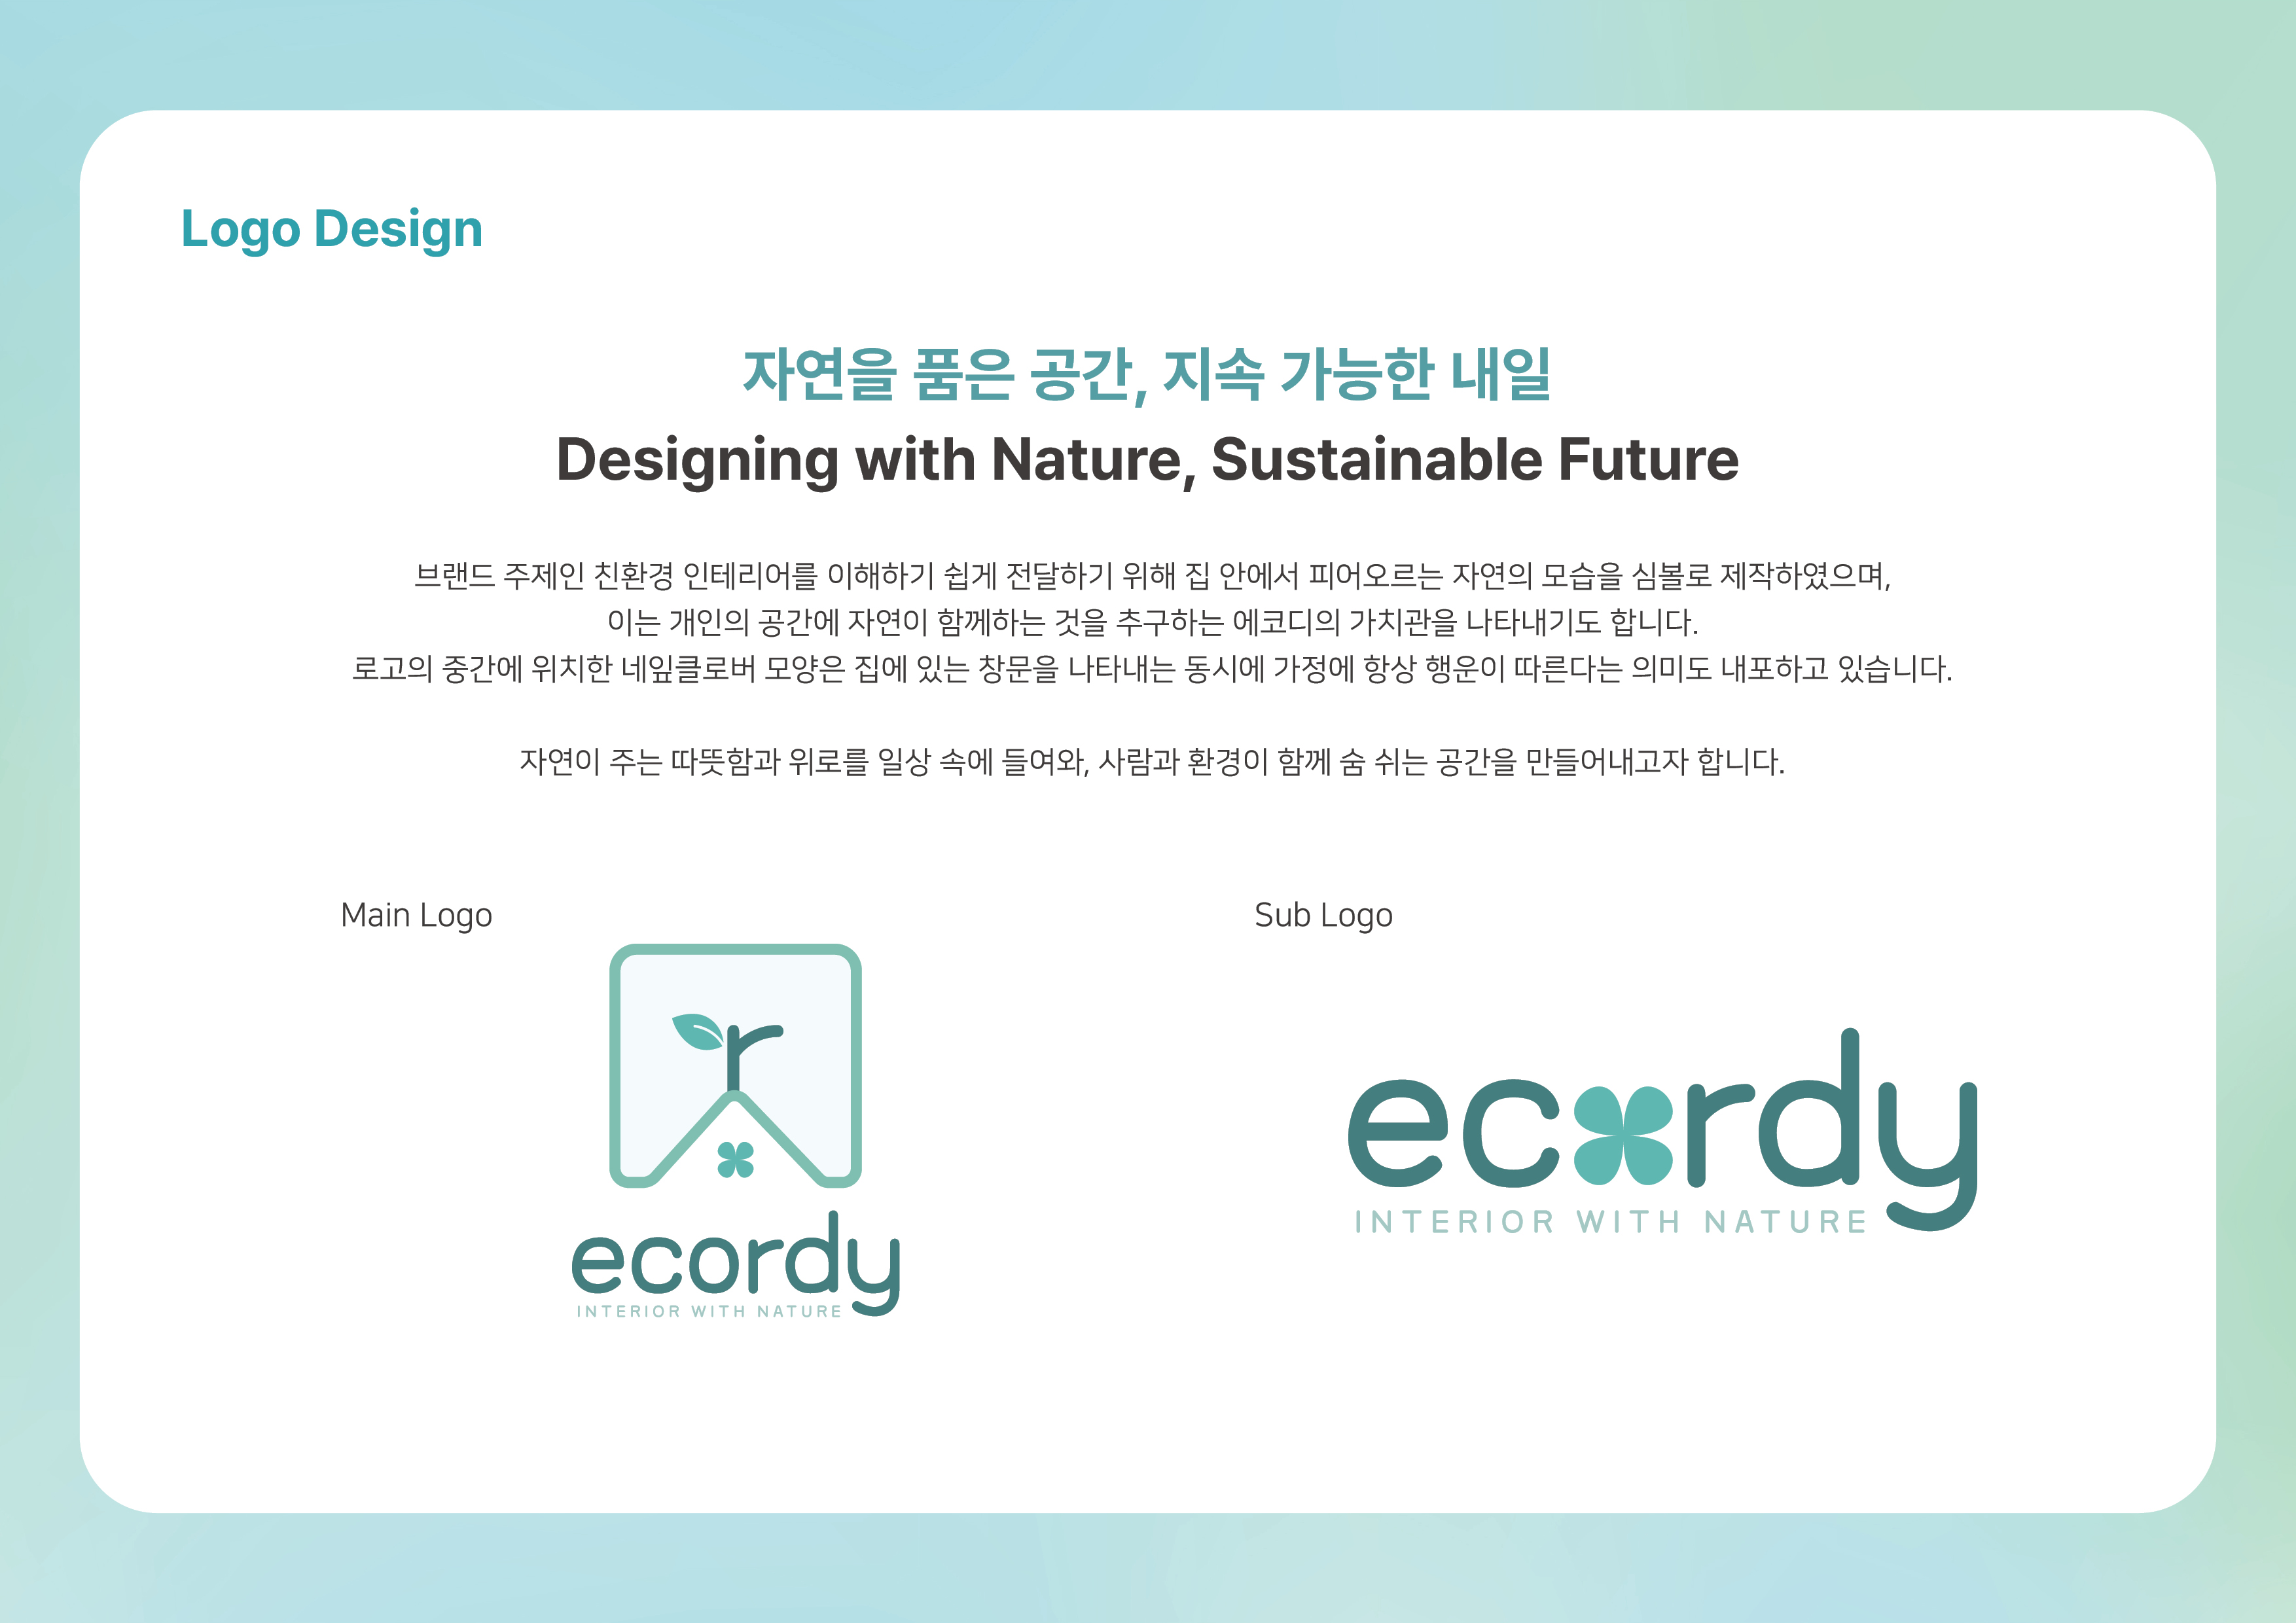 Logo Design
자연을 품은 공간, 지속 가능한 내일
Designing with Nature, Sustainable Future
브랜드 주제인 친환경 인테리어를 이해하기 쉽게 전달하기 위해 집 안에서 피어오르는 자연의 모습을 심볼로 제작하였으며,
이는 개인의 공간에 자연이 함께하는 것을 추구하는 에코디의 가치관을 나타내기도 합니다.
로고의 중간에 위치한 네잎클로버 모양은 집에 있는 창문을 나타내는 동시에 가정에 항상 행운이 따른다는 의미도 내포하고 있습니다.
자연이 주는 따뜻함과 위로를 일상 속에 들여와, 사람과 환경이 함께 숨 쉬는 공간을 만들어내고자 합니다.
Main Logo
r
ecordy
INTERIOR WITH NATURE
Sub Logo
ecordy
INTERIOR WITH NATURE